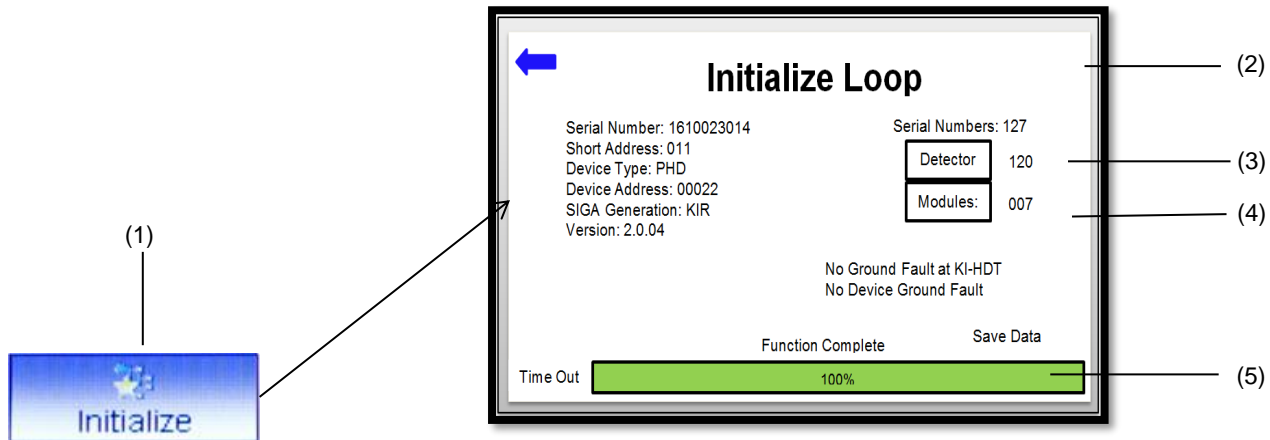 Initialize Loop
(2)
Serial Number: 1610023014
Short Address: 011
Device Type: PHD
Device Address: 00022
SIGA Generation: KIR
Version: 2.0.04
Serial Numbers: 127
Detector 120
(3)
Modules: 007
(4)
(1)
No Ground Fault at KI-HDT
No Device Ground Fault
Function Complete
Save Data
Time Out
100%
(5)
Initialize